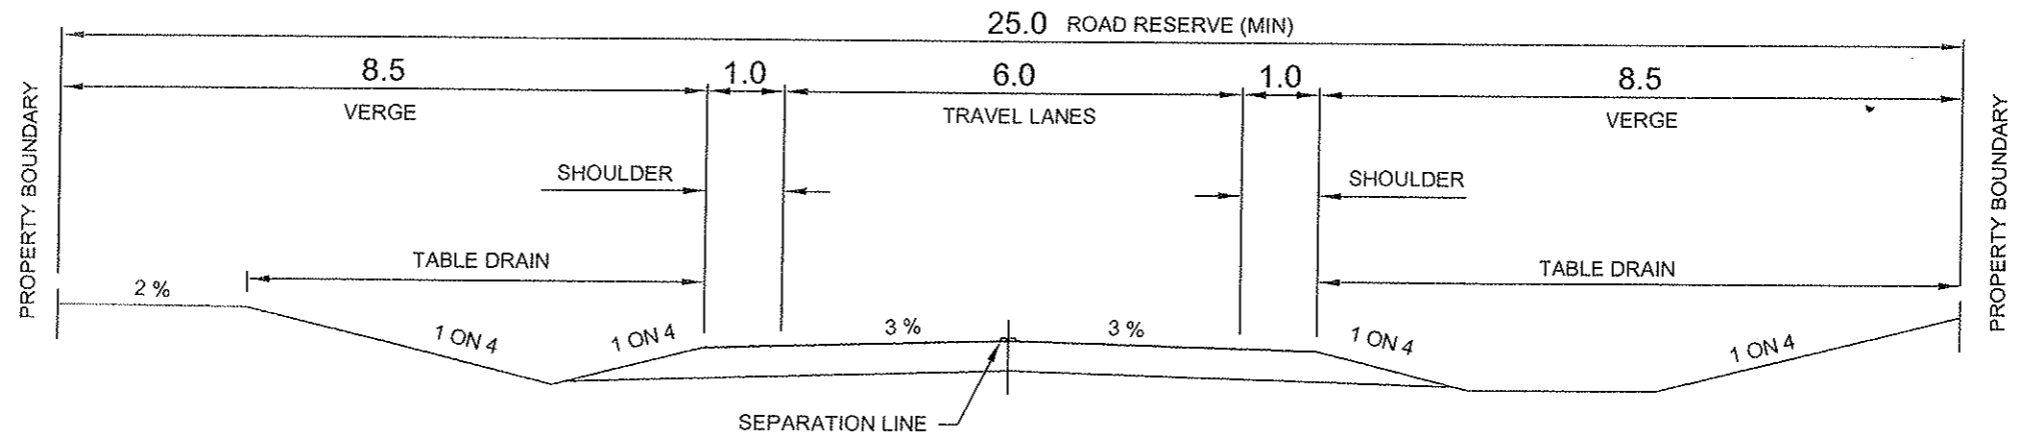 25.0 ROAD RESERVE (MIN)
8.5 1.0 6.0 1.0 8.5
VERGE TRAVEL LANES VERGE
PROPERTY BOUNDARY
PROPERTY BOUNDARY
SHOULDER SHOULDER
TABLE DRAIN TABLE DRAIN
2 %
1 ON 4 1 ON 4 3 % 3 % 1 ON 4 1 ON 4
SEPARATION LINE